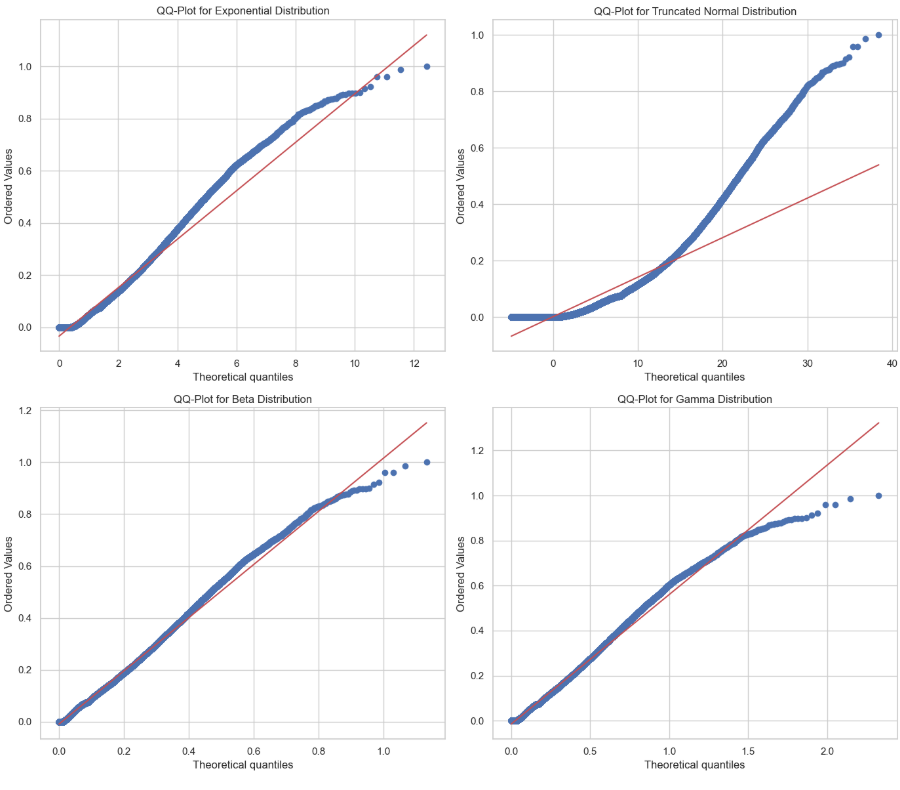 QQ-Plot for Exponential Distribution
Ordered Values
1.0
0.8
0.6
0.4
0.2
0.0
0 2 4 6 8 10 12
Theoretical quantiles
QQ-Plot for Truncated Normal Distribution
Ordered Values
1.0
0.8
0.6
0.4
0.2
0.0
0 10 20 30 40
Theoretical quantiles
QQ-Plot for Beta Distribution
Ordered Values
1.2
1.0
0.8
0.6
0.4
0.2
0.0
0.0 0.2 0.4 0.6 0.8 1.0
Theoretical quantiles
QQ-Plot for Gamma Distribution
Ordered Values
1.2
1.0
0.8
0.6
0.4
0.2
0.0
0.0 0.5 1.0 1.5 2.0
Theoretical quantiles